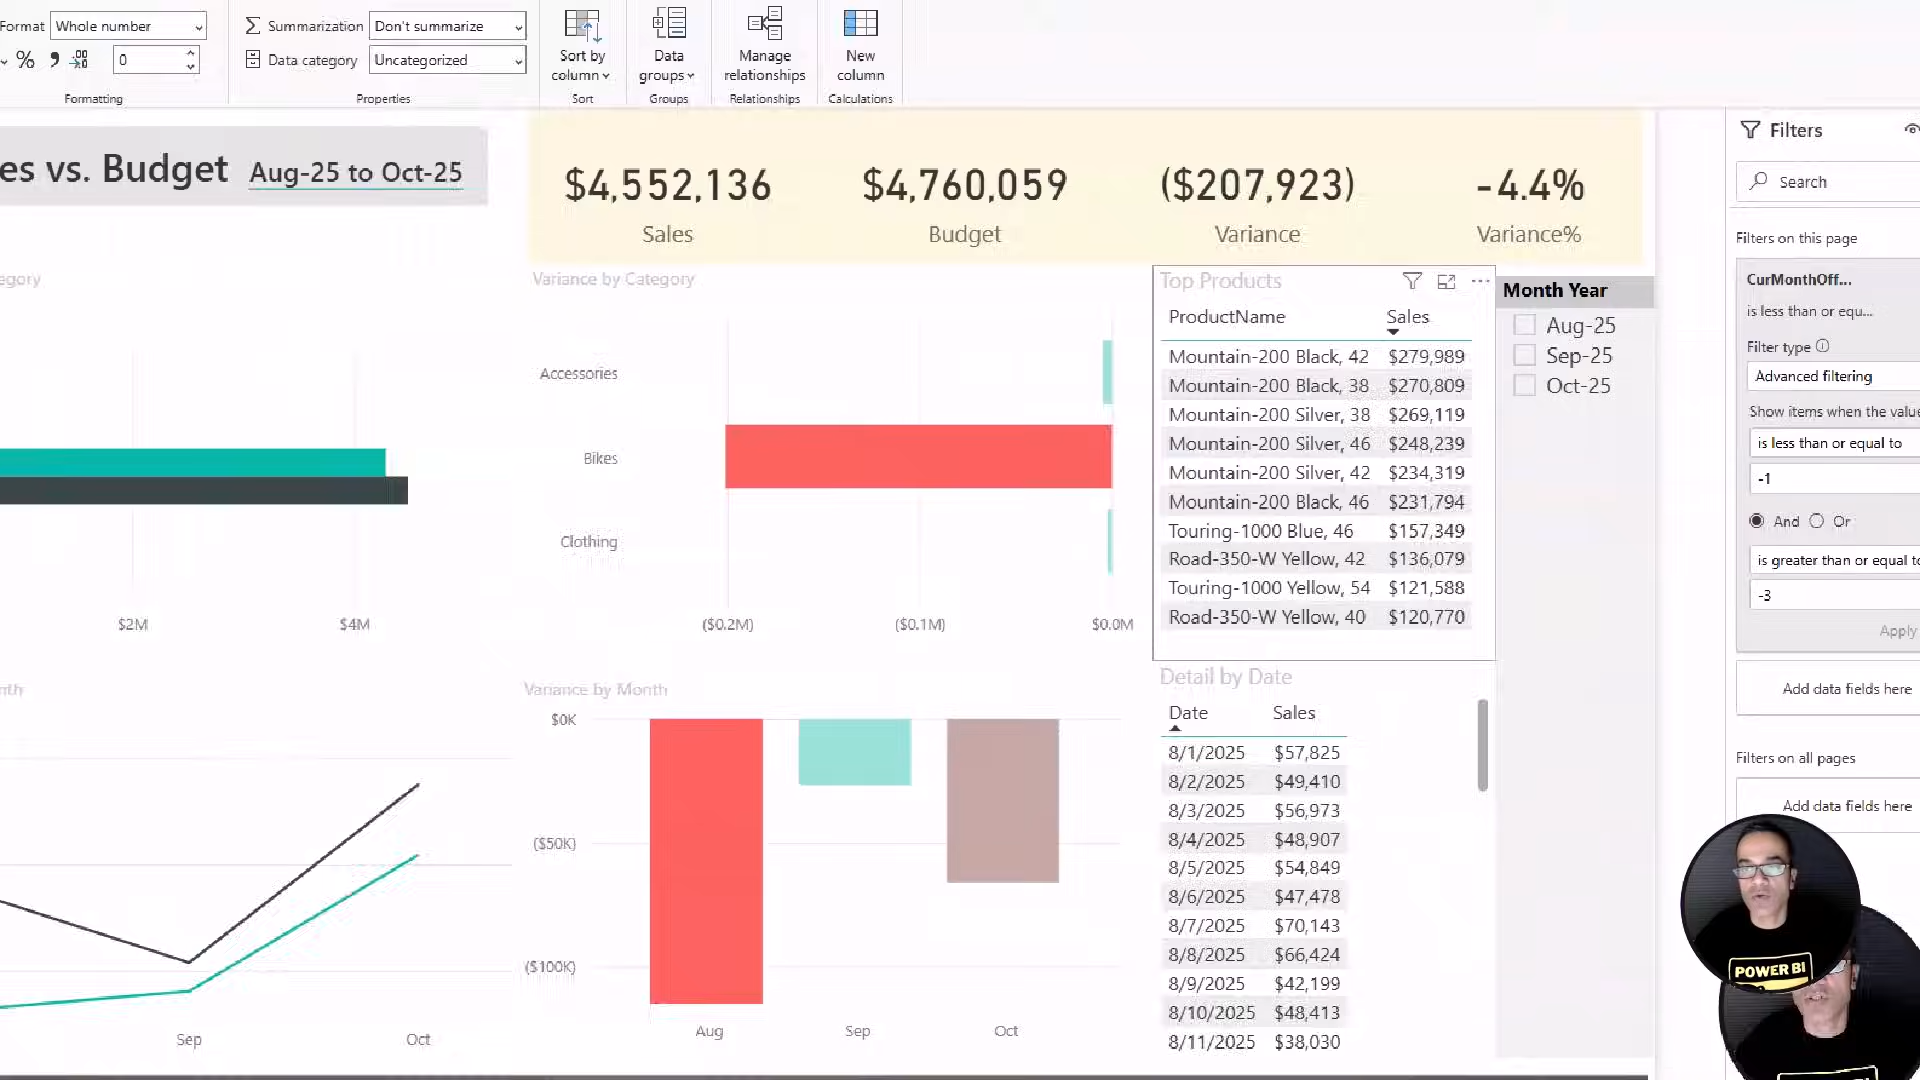 Format Whole number
Summarization Don't summarize
% 9 0
Data category Uncategorized
Sort by column
Data groups
Manage relationships
New column
Formatting
Properties
Sort
Groups
Relationships
Calculations
es vs. Budget Aug-25 to Oct-25
$4,552,136
Sales
$4,760,059
Budget
($207,923)
Variance
-4.4%
Variance%
egory
$2M
$4M
Variance by Category
Accessories
Bikes
Clothing
($0.2M)
($0.1M)
$0.0M
Top Products
ProductName Sales
Mountain-200 Black, 42 $279,989
Mountain-200 Black, 38 $270,809
Mountain-200 Silver, 38 $269,119
Mountain-200 Silver, 46 $248,239
Mountain-200 Silver, 42 $234,319
Mountain-200 Black, 46 $231,794
Touring-1000 Blue, 46 $157,349
Road-350-W Yellow, 42 $136,079
Touring-1000 Yellow, 54 $121,588
Road-350-W Yellow, 40 $120,770
Month Year
Aug-25
Sep-25
Oct-25
nth
Sep
Oct
Variance by Month
$0K
($50K)
($100K)
Aug
Sep
Oct
Detail by Date
Date Sales
8/1/2025 $57,825
8/2/2025 $49,410
8/3/2025 $56,973
8/4/2025 $48,907
8/5/2025 $54,849
8/6/2025 $47,478
8/7/2025 $70,143
8/8/2025 $66,424
8/9/2025 $42,199
8/10/2025 $48,413
8/11/2025 $38,030
Filters
Search
Filters on this page
CurMonthOff...
is less than or equ...
Filter type
Advanced filtering
Show items when the value
is less than or equal to
-1
And Or
is greater than or equal to
-3
Apply
Add data fields here
Filters on all pages
Add data fields here
POWER BI